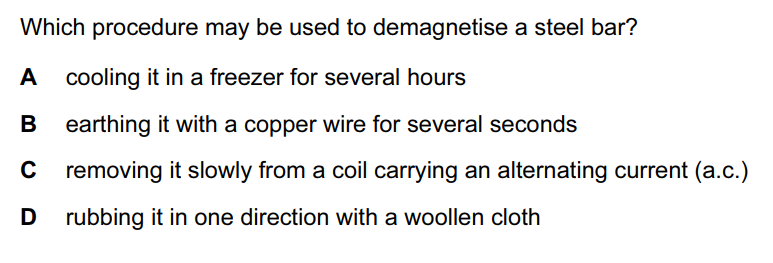 Which procedure may be used to demagnetise a steel bar?
A cooling it in a freezer for several hours
B earthing it with a copper wire for several seconds
C removing it slowly from a coil carrying an alternating current (a.c.)
D rubbing it in one direction with a woollen cloth